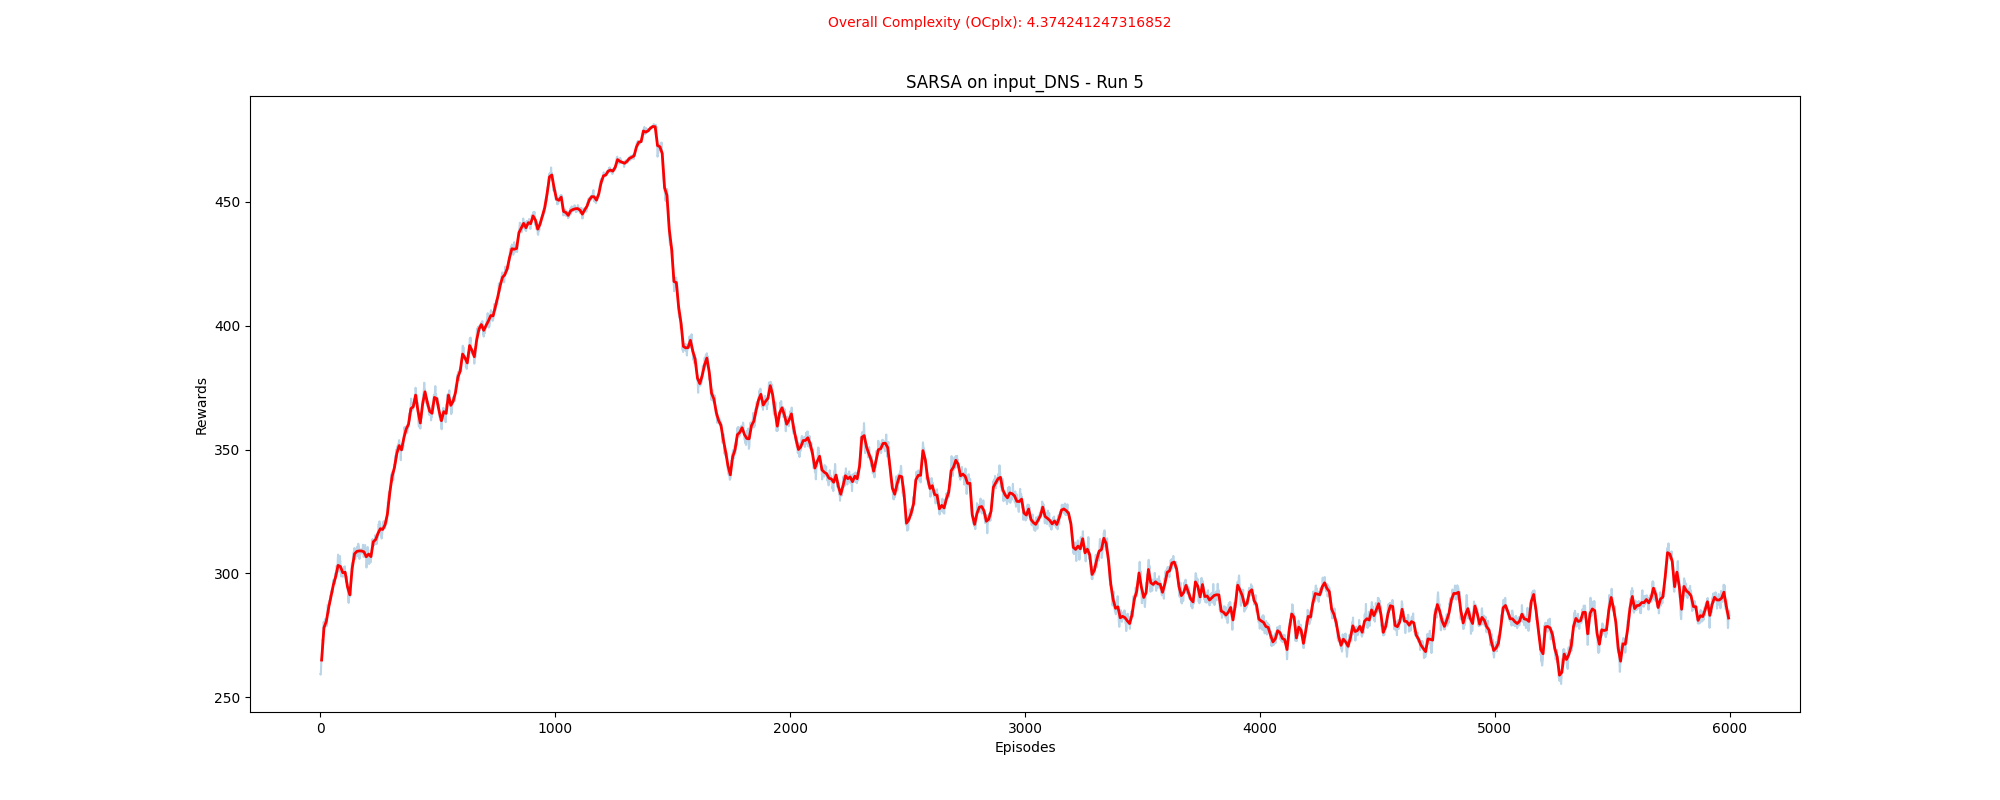 Overall Complexity (OCplx): 4.374241247316852
SARSA on input_DNS - Run 5
450
400
350
300
250
Rewards
0 1000 2000 3000 4000 5000 6000
Episodes